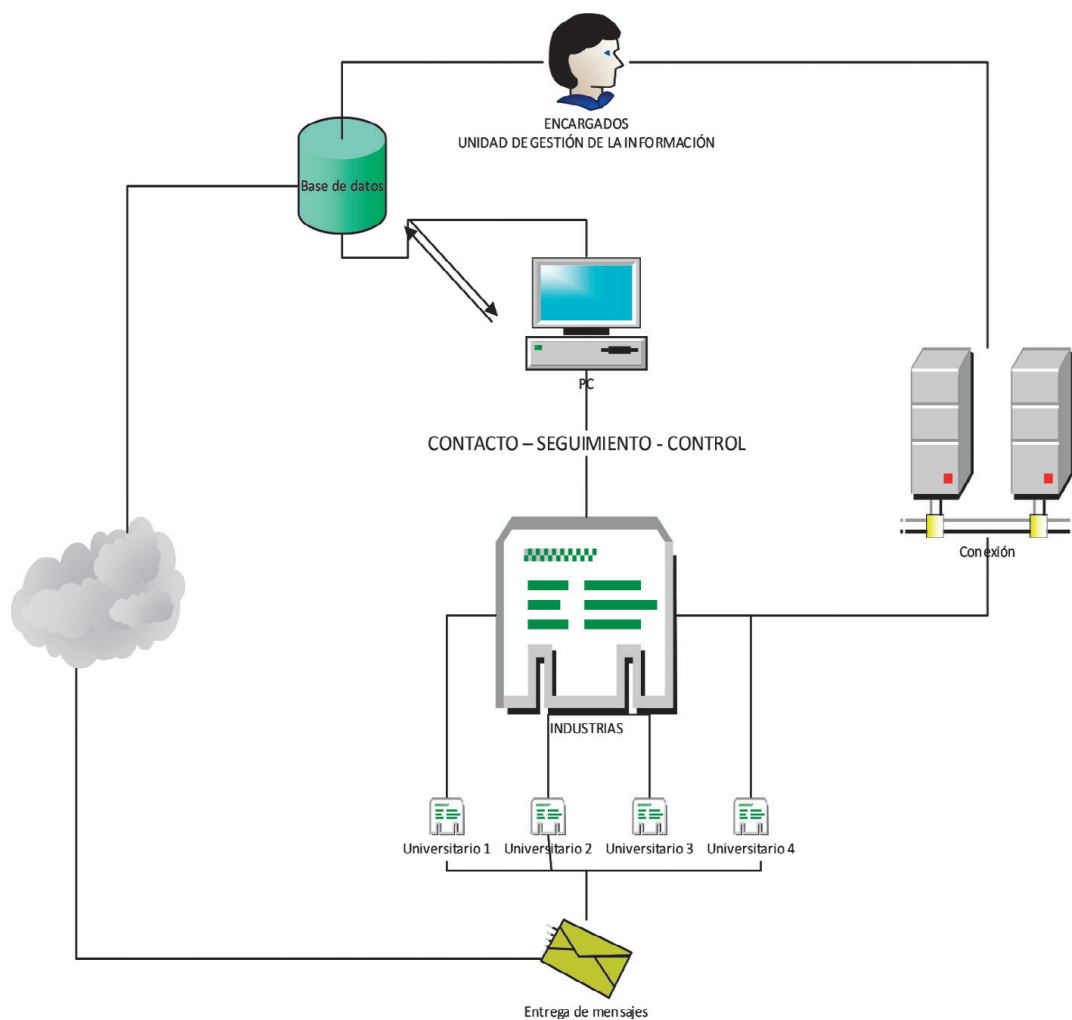 ENCARGADOS
UNIDAD DE GESTIÓN DE LA INFORMACIÓN
Base de datos
PC
CONTACTO – SEGUIMIENTO - CONTROL
Conexión
INDUSTRIAS
Universitario 1
Universitario 2
Universitario 3
Universitario 4
Entrega de mensajes